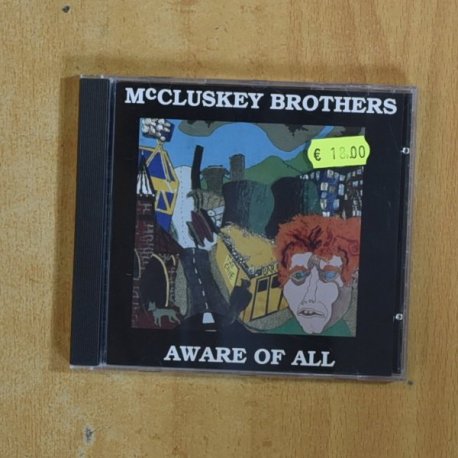 McCLUSKEY BROTHERS
€ 18.00
AWARE OF ALL